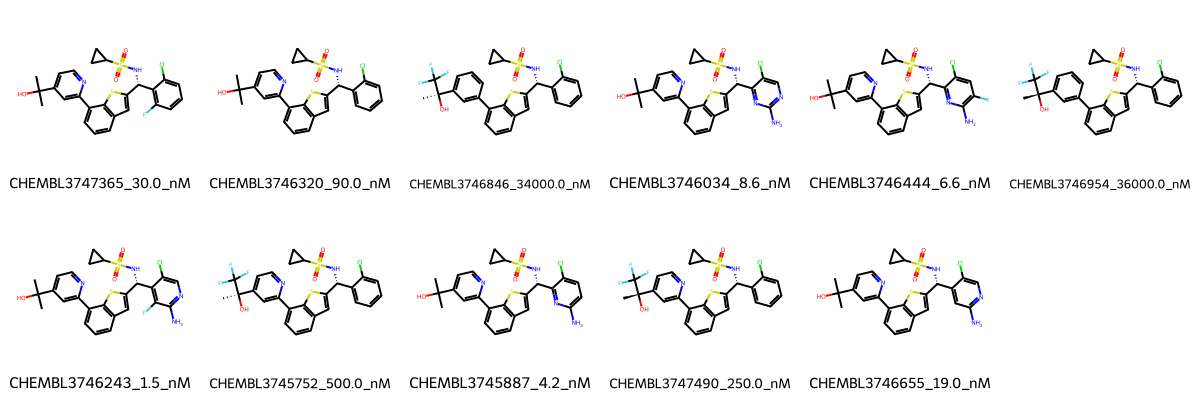 CHEMBL3747365_30.0_nM
CHEMBL3746320_90.0_nM
CHEMBL3746846_34000.0_nM
CHEMBL3746034_8.6_nM
CHEMBL3746444_6.6_nM
CHEMBL3746954_36000.0_nM
CHEMBL3746243_1.5_nM
CHEMBL3745752_500.0_nM
CHEMBL3745887_4.2_nM
CHEMBL3747490_250.0_nM
CHEMBL3746655_19.0_nM